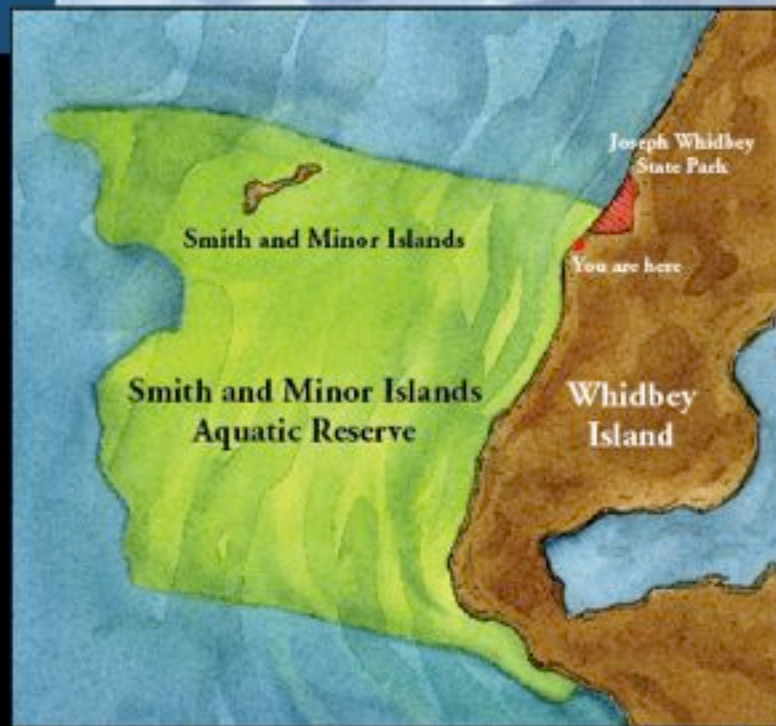 Joseph Whidbey
State Park
Smith and Minor Islands
You are here
Smith and Minor Islands
Aquatic Reserve
Whidbey
Island